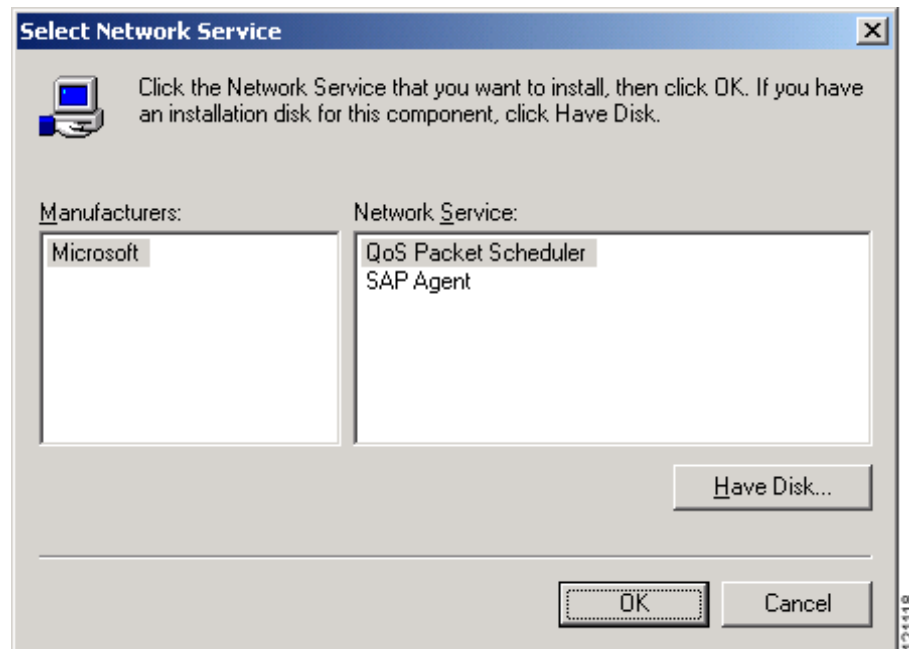 Select Network Service
Click the Network Service that you want to install, then click OK. If you have
an installation disk for this component, click Have Disk.
Manufacturers:
Microsoft
Network Service:
QoS Packet Scheduler
SAP Agent
Have Disk...
OK
Cancel
121118